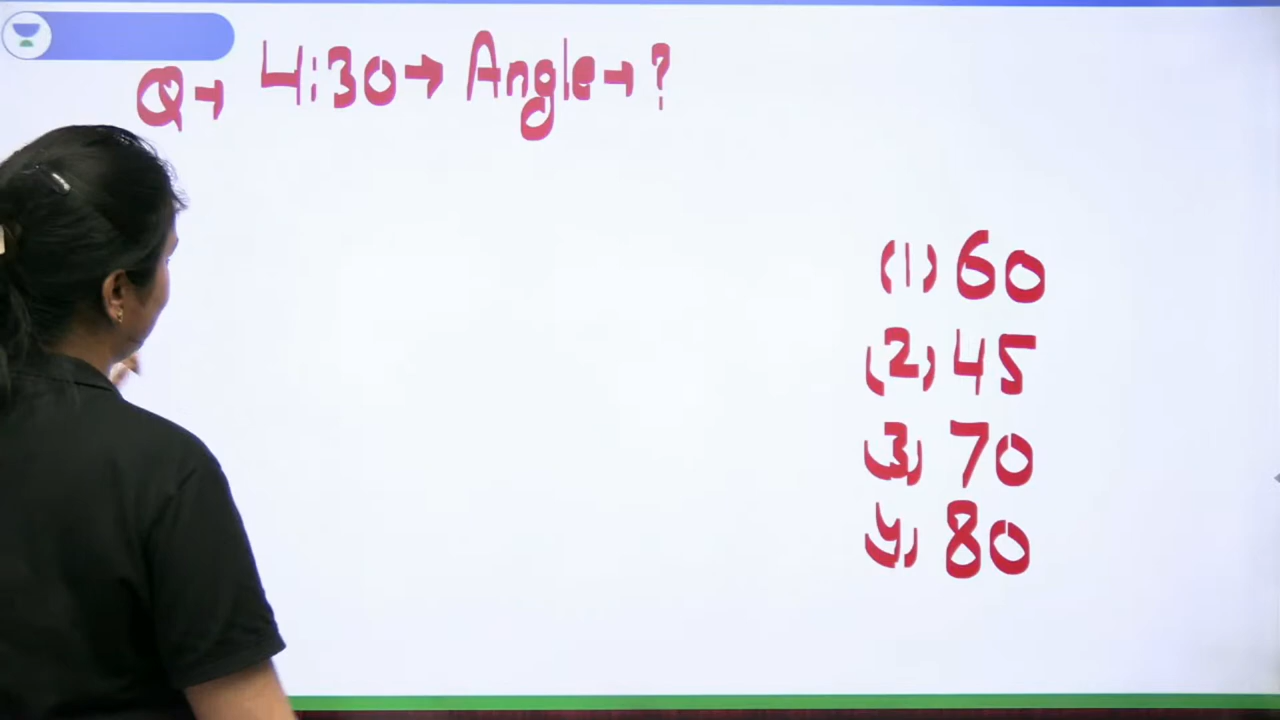 Q→ 4:30→ Angle→ ?
(1) 60
(2) 45
(3) 70
(4) 80